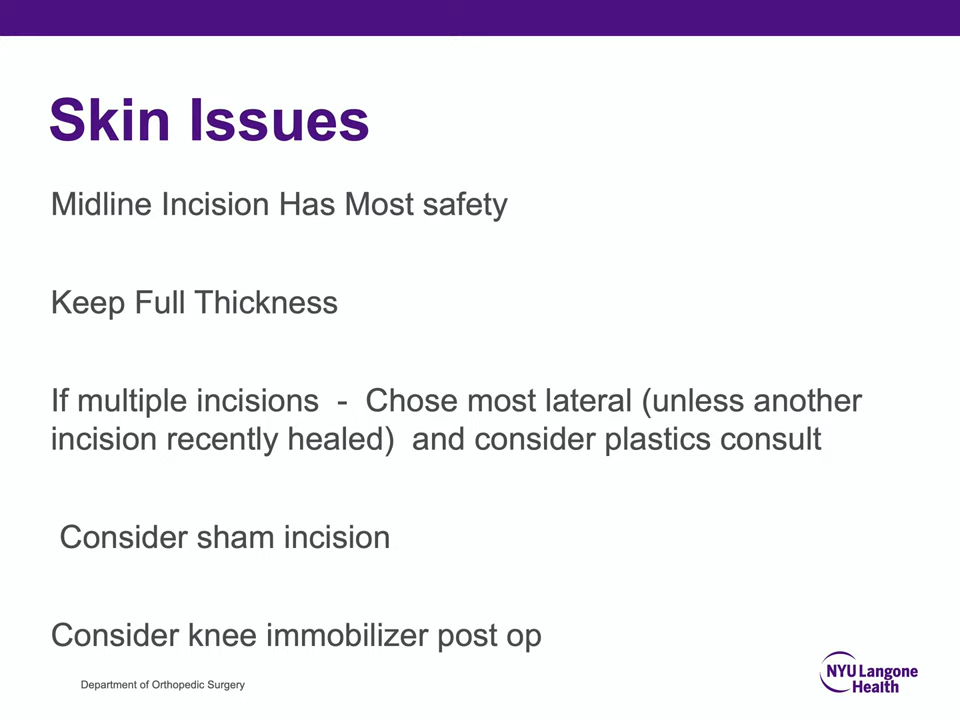 Skin Issues
Midline Incision Has Most safety
Keep Full Thickness
If multiple incisions  -  Chose most lateral (unless another
incision recently healed)  and consider plastics consult
Consider sham incision
Consider knee immobilizer post op
Department of Orthopedic Surgery
NYU Langone
Health